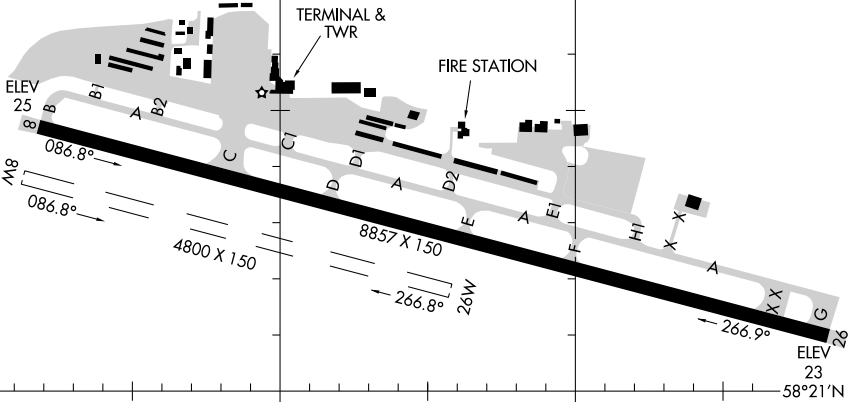 TERMINAL &
TWR
FIRE STATION
ELEV
25
B
B1
A
B2
8
086.8°
C
C1
D1
D
A
D2
E
A
E1
F
H1
X
X
A
X X
X
G
8W
086.8°
4800 X 150
8857 X 150
266.8°
26W
266.9°
26
ELEV
23
58°21'N